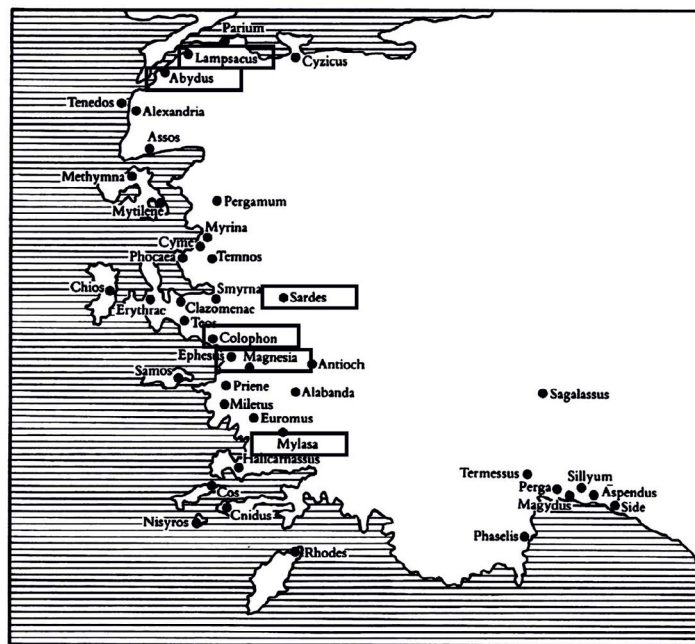 Parium
Lampsacus
Cyzicus
Abydus
Tenedos
Alexandria
Assos
Methymna
Mytilene
Pergamum
Myrina
Cyme
Phocaea
Temnos
Chios
Smyrna
Sardes
Erythrae
Clazomenae
Teos
Colophon
Ephesus
Magnesia
Antioch
Samos
Priene
Alabanda
Sagalassus
Miletus
Euromus
Mylasa
Halicarnassus
Termessus
Sillyum
Perga
Aspendus
Cos
Magydus
Side
Cnidus
Nisyros
Phaselis
Rhodes